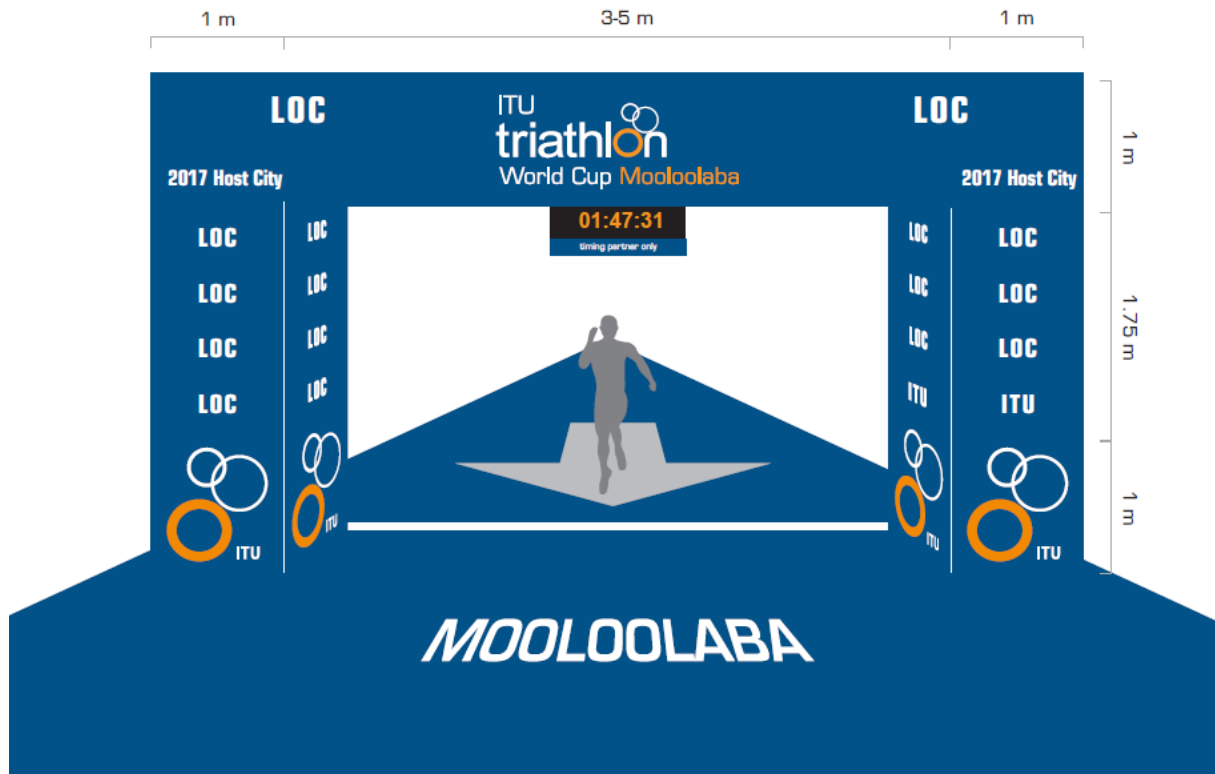 1 m
3-5 m
1 m
LOC
ITU
triathlon
World Cup Mooloolaba
LOC
2017 Host City
2017 Host City
01:47:31
timing partner only
LOC
LOC
LOC
LOC
LOC
LOC
LOC
LOC
LOC
LOC
LOC
LOC
LOC
LOC
ITU
ITU
ITU
ITU
ITU
ITU
1 m
1.75 m
1 m
MOOLOOLABA